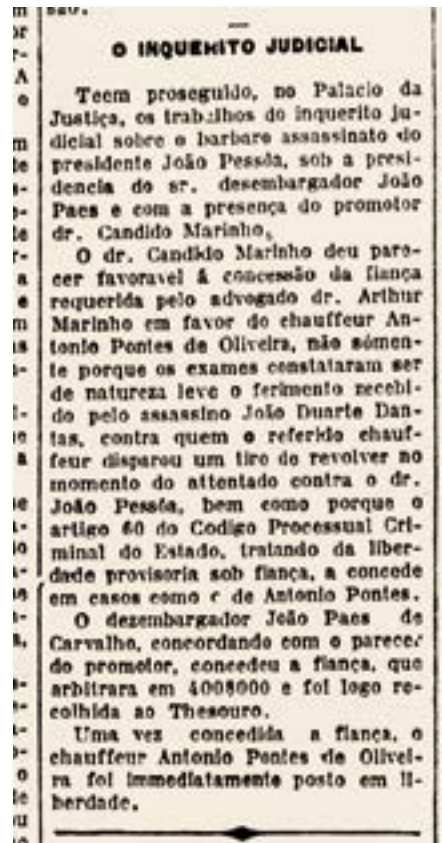 O INQUERITO JUDICIAL
Teem proseguido, no Palacio da
Justiça, os trabalhos do inquerito ju-
dicial sobre o barbaro assassinato do
presidente João Pessôa, sob a presi-
dencia do sr. desembargador João
Paes e com a presença do promotor
dr. Candido Marinho.
O dr. Candido Marinho deu pare-
cer favoravel á concessão da fiança
requerida pelo advogado dr. Arthur
Marinho em favor do chauffeur An-
tonio Pontes de Oliveira, não sómen-
te porque os exames constataram ser
de natureza leve o ferimento recebi-
do pelo assassino João Duarte Dan-
tas, contra quem o referido chauf-
feur disparou um tiro de revolver no
momento do attentado contra o dr.
João Pessôa, bem como porque o
artigo 60 do Codigo Processual Cri-
minal do Estado, tratando da liber-
dade provisoria sob fiança, a concede
em casos como o de Antonio Pontes.
O dezembargador João Paes de
Carvalho, concordando com o parecer
do promotor, concedeu a fiança, que
arbitrara em 400$000 e foi logo re-
colhida ao Thesouro.
Uma vez concedida a fiança, o
chauffeur Antonio Pontes de Olivei-
ra foi immediatamente posto em li-
berdade.